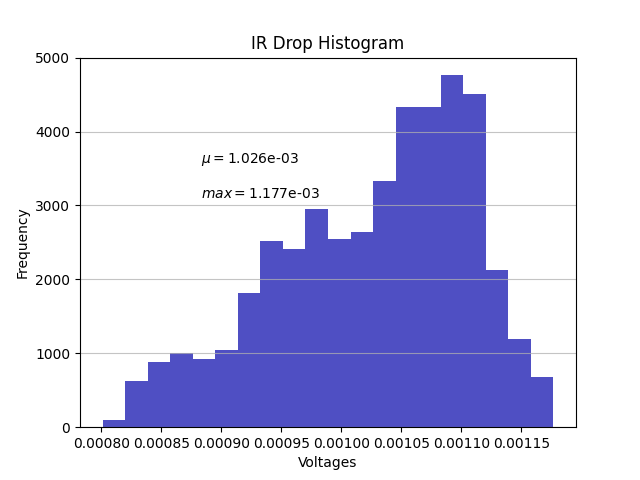 IR Drop Histogram
5000
4000
3000
2000
1000
0
Frequency
μ = 1.026e-03
max = 1.177e-03
0.00080 0.00085 0.00090 0.00095 0.00100 0.00105 0.00110 0.00115
Voltages